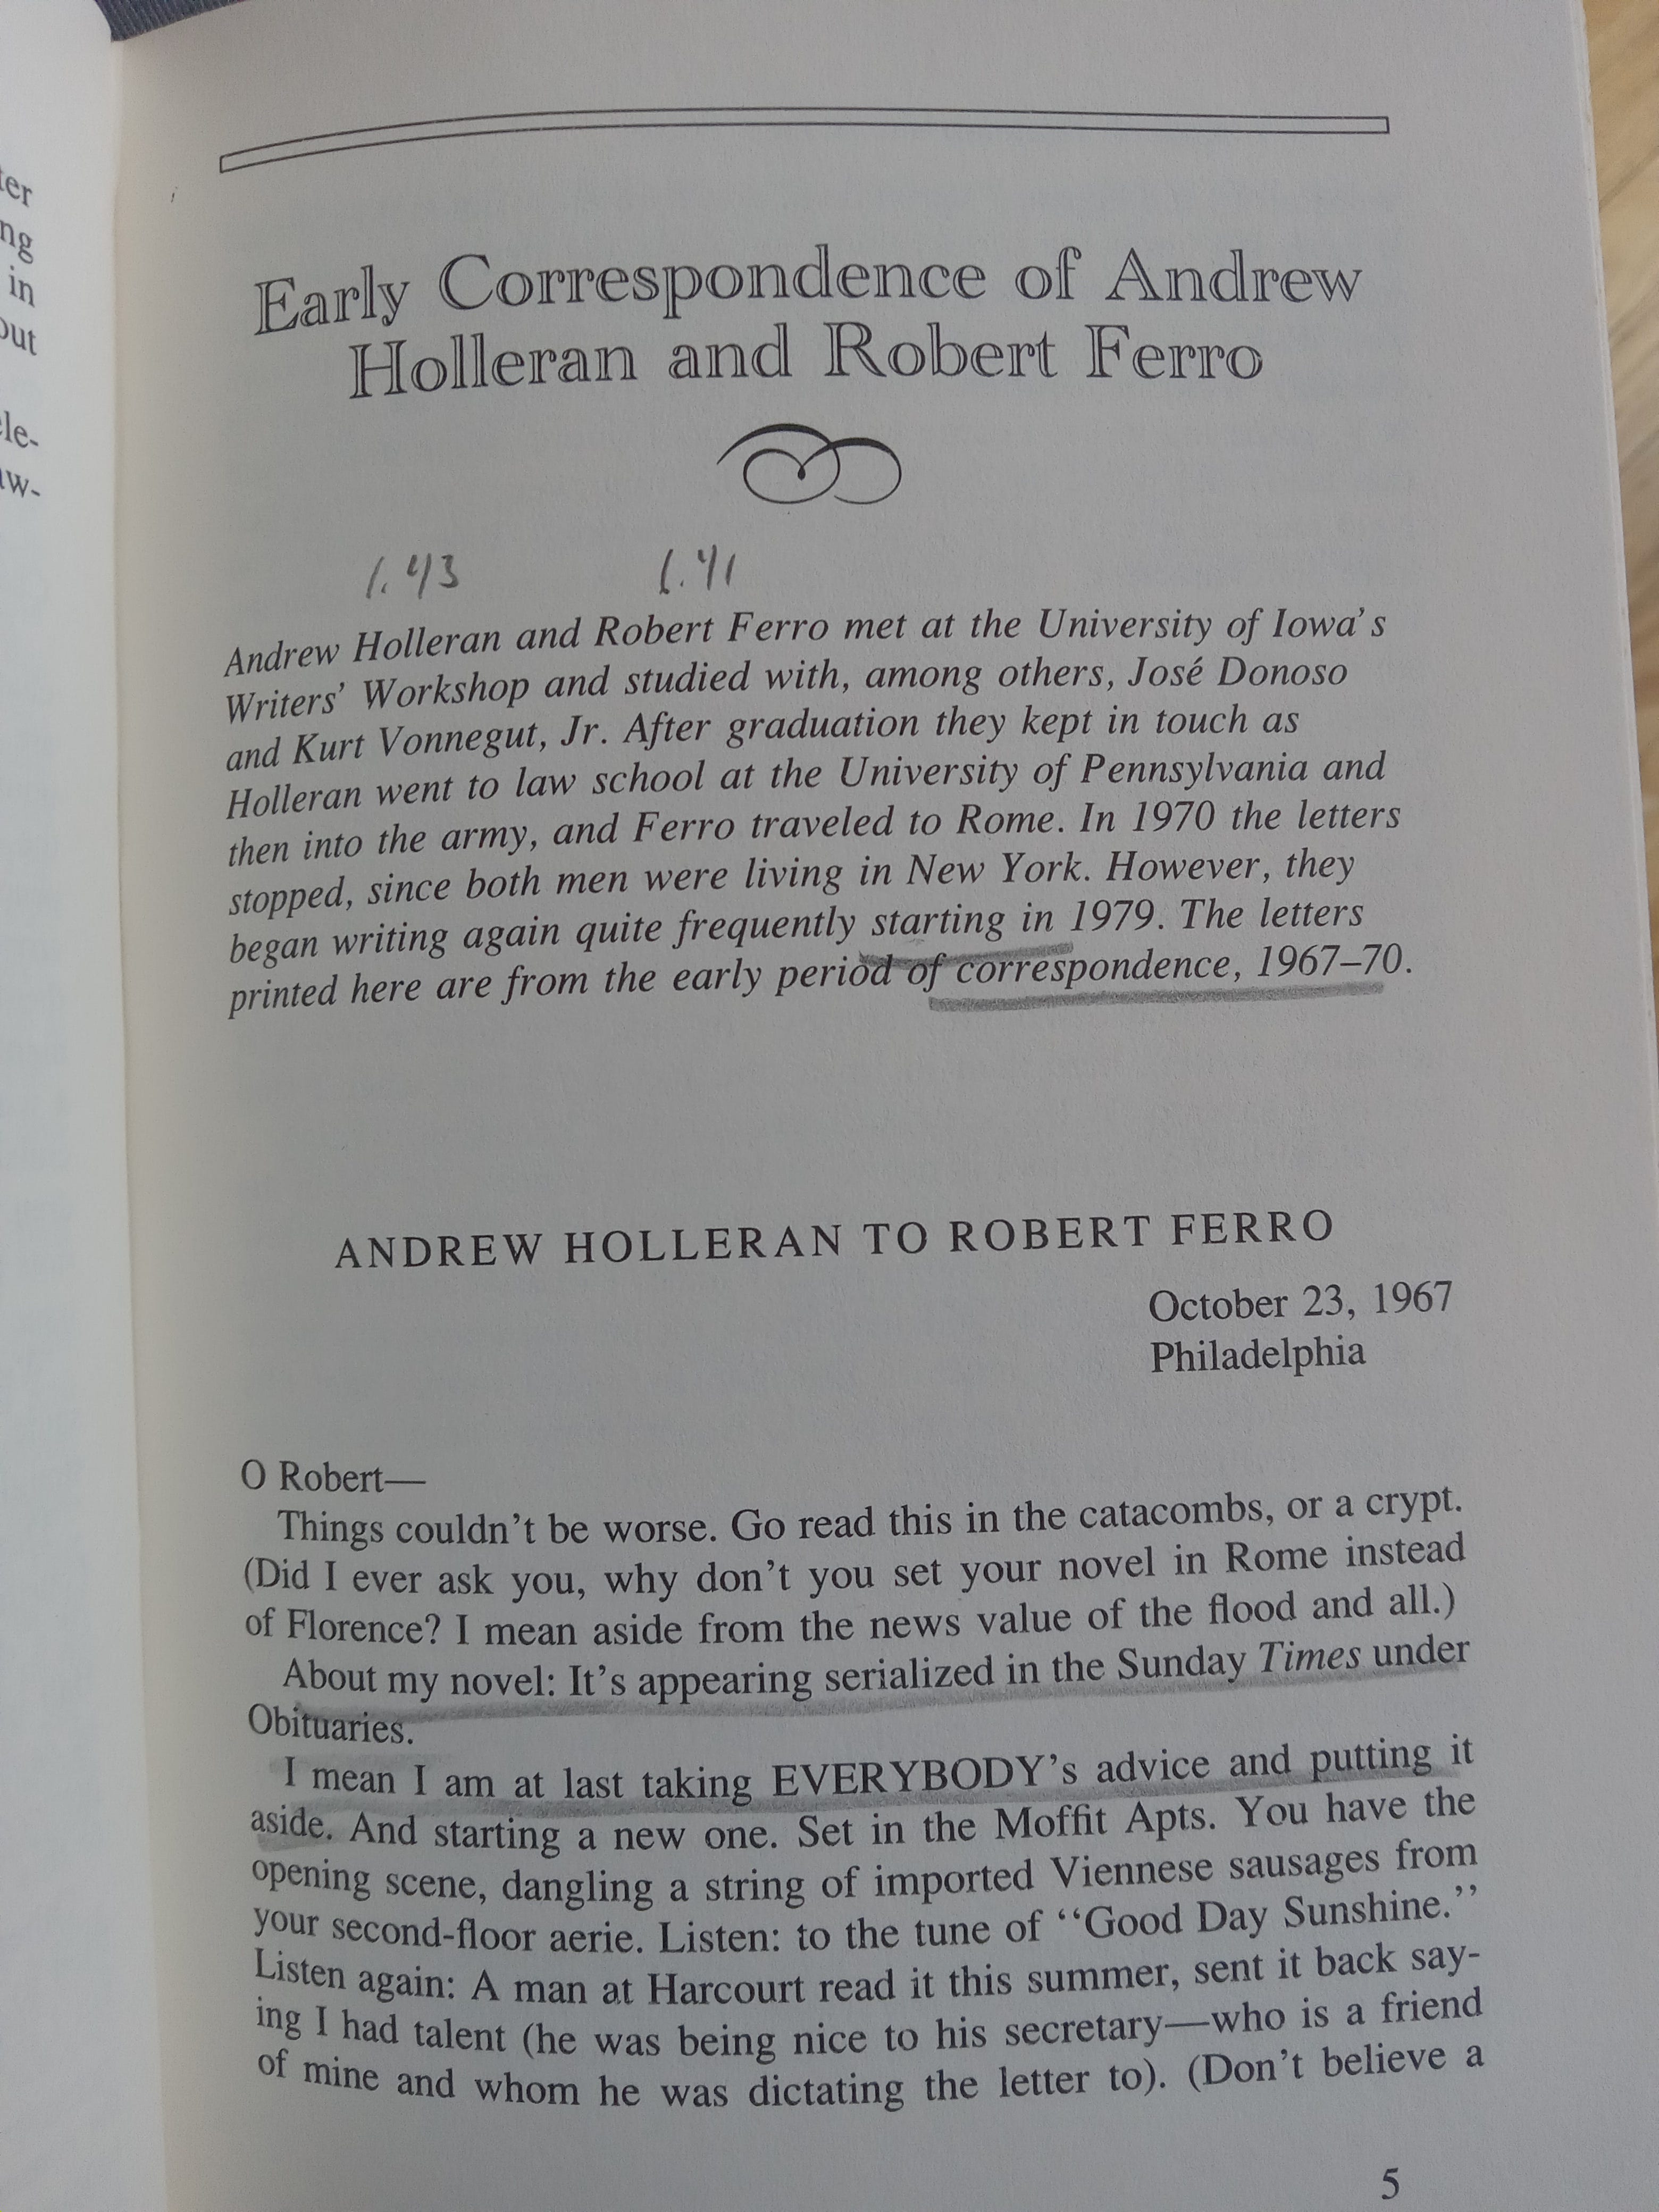 ter
ng
in
out
ele-
aw-
Early Correspondence of Andrew
Holleran and Robert Ferro
1.43 1.41
Andrew Holleran and Robert Ferro met at the University of Iowa's
Writers' Workshop and studied with, among others, José Donoso
and Kurt Vonnegut, Jr. After graduation they kept in touch as
Holleran went to law school at the University of Pennsylvania and
then into the army, and Ferro traveled to Rome. In 1970 the letters
stopped, since both men were living in New York. However, they
began writing again quite frequently starting in 1979. The letters
printed here are from the early period of correspondence, 1967–70.
ANDREW HOLLERAN TO ROBERT FERRO
October 23, 1967
Philadelphia
O Robert—
Things couldn't be worse. Go read this in the catacombs, or a crypt.
(Did I ever ask you, why don't you set your novel in Rome instead
of Florence? I mean aside from the news value of the flood and all.)
About my novel: It's appearing serialized in the Sunday Times under
Obituaries.
I mean I am at last taking EVERYBODY's advice and putting it
aside. And starting a new one. Set in the Moffit Apts. You have the
opening scene, dangling a string of imported Viennese sausages from
your second-floor aerie. Listen: to the tune of ‘‘Good Day Sunshine.’’
Listen again: A man at Harcourt read it this summer, sent it back say-
ing I had talent (he was being nice to his secretary—who is a friend
of mine and whom he was dictating the letter to). (Don't believe a
5